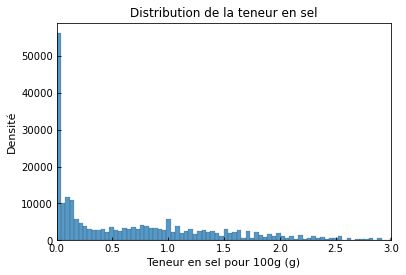 Distribution de la teneur en sel
Densité
50000
40000
30000
20000
10000
0
0.0 0.5 1.0 1.5 2.0 2.5 3.0
Teneur en sel pour 100g (g)